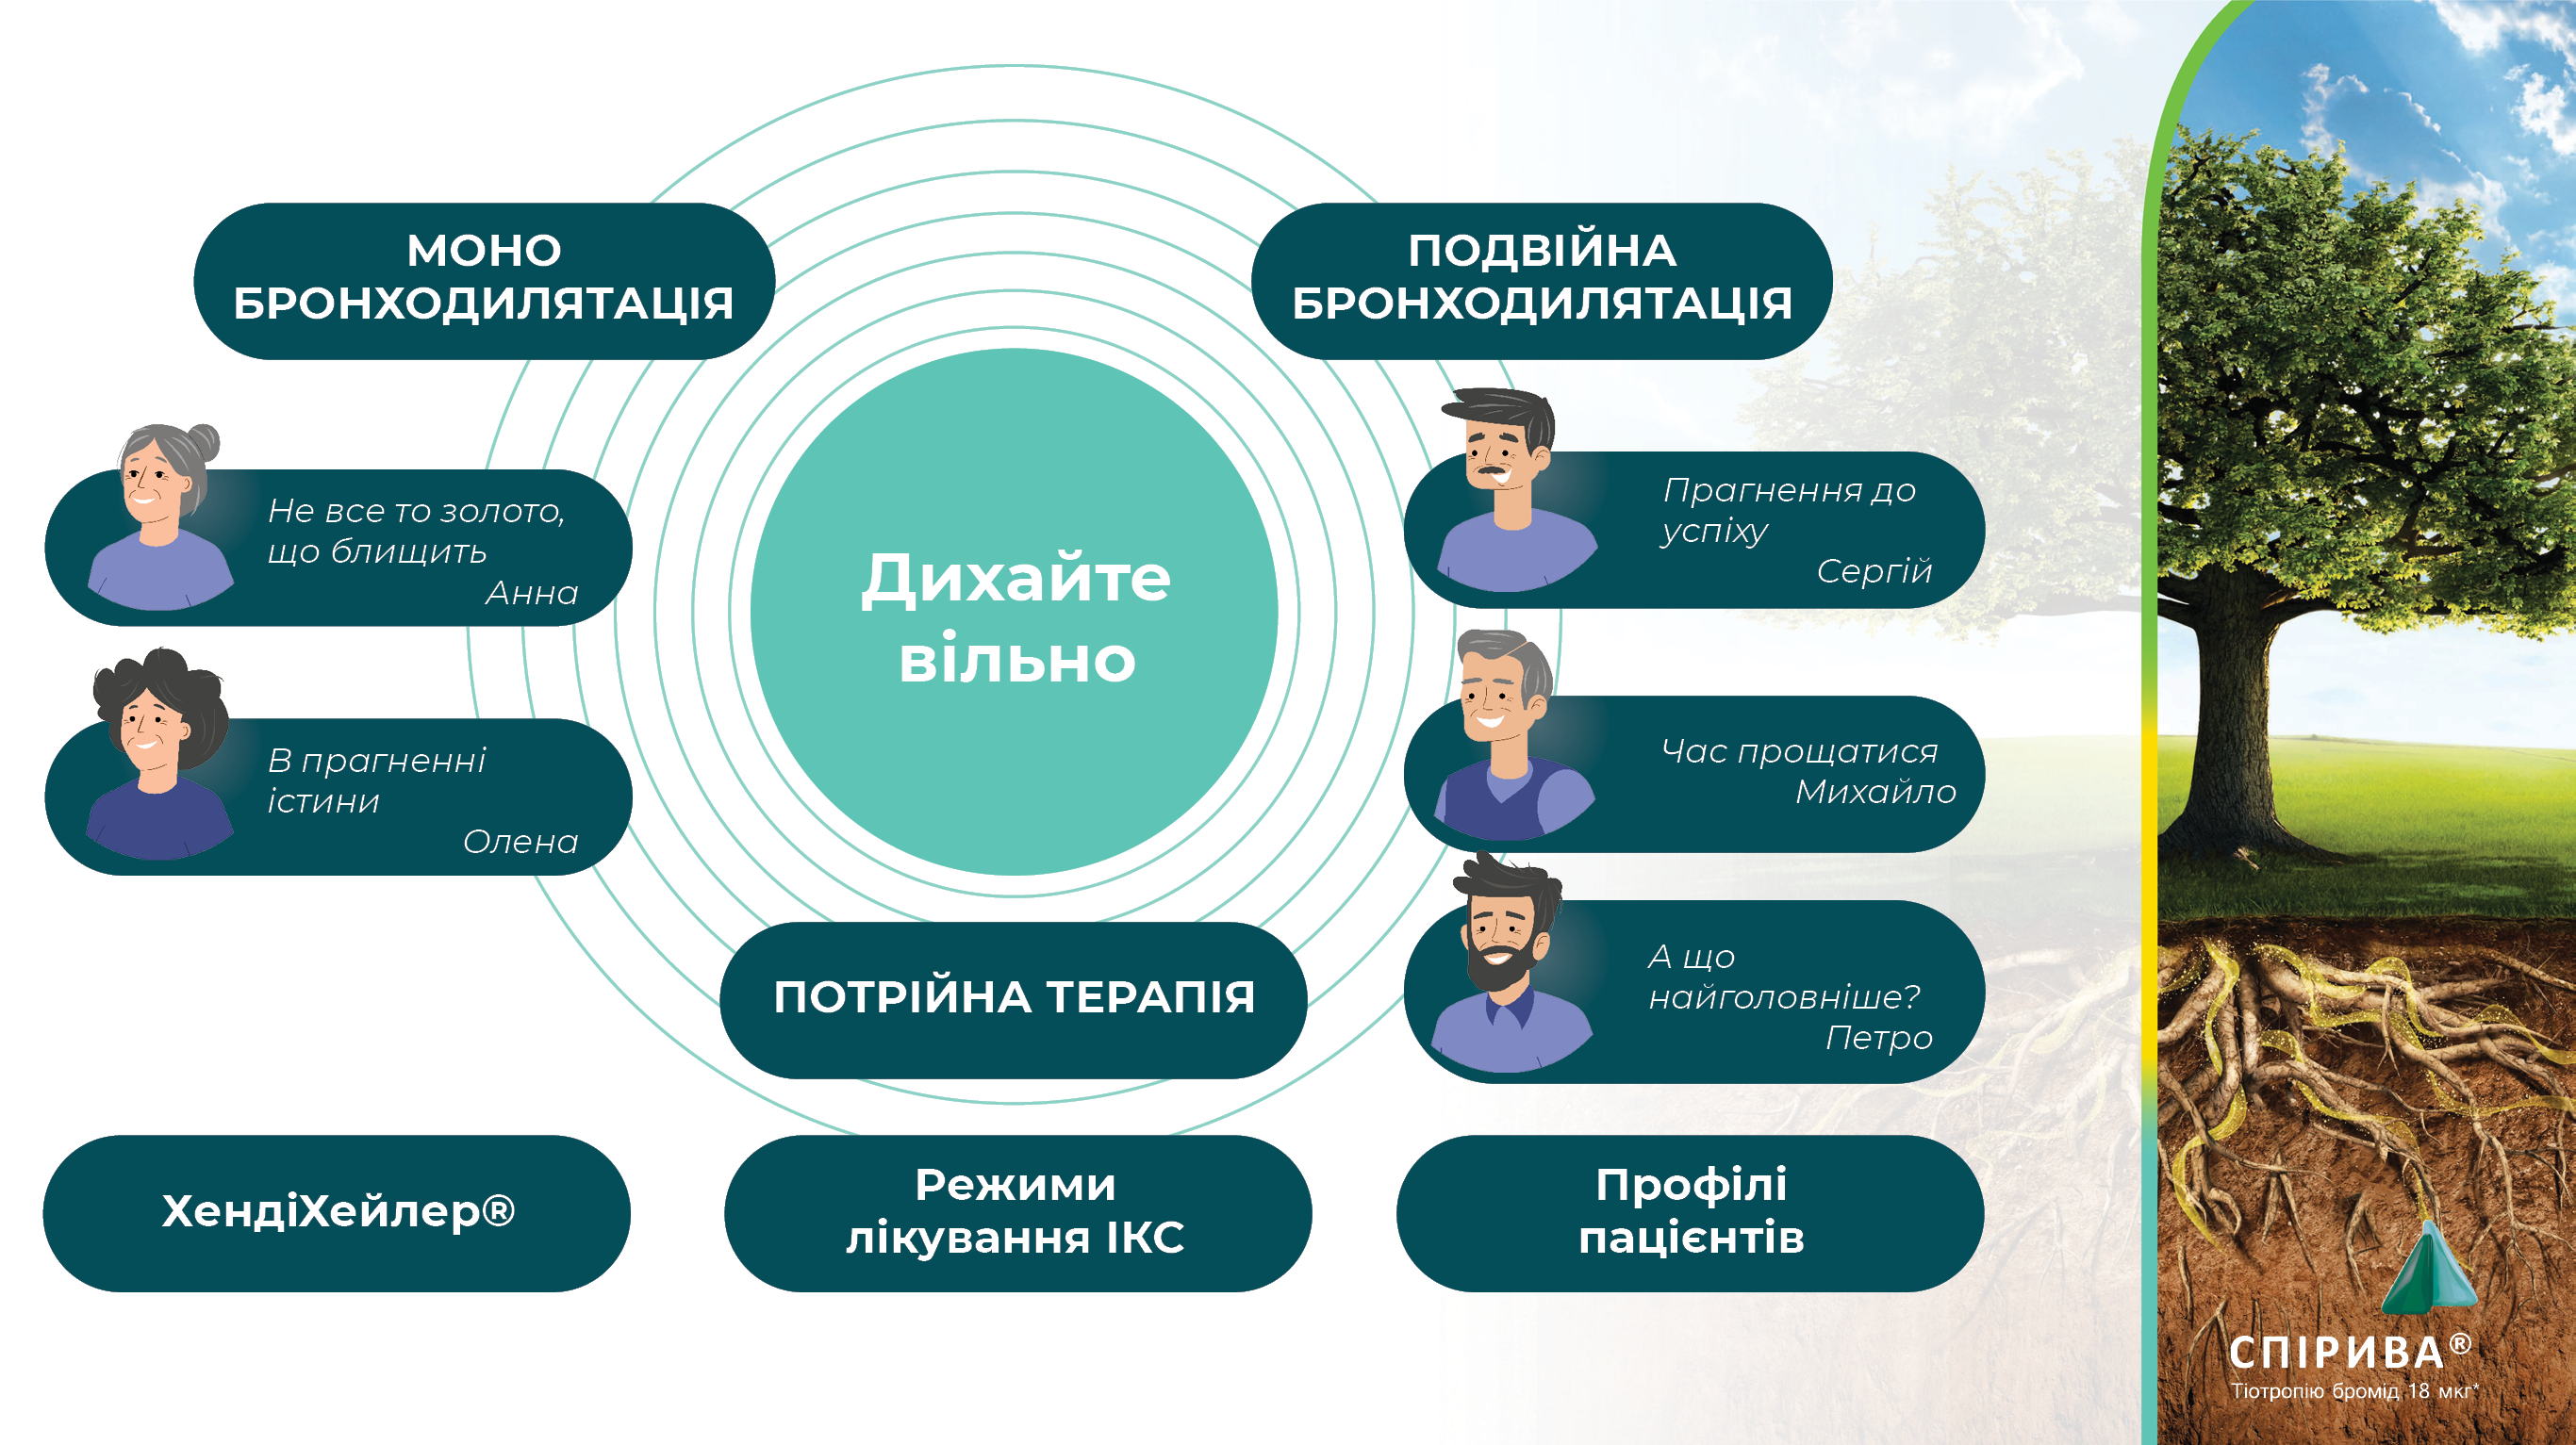 МОНО
БРОНХОДИЛЯТАЦІЯ
ПОДВІЙНА
БРОНХОДИЛЯТАЦІЯ
Не все то золото,
що блищить
Анна
В прагненні
істини
Олена
Дихайте
вільно
Прагнення до
успіху
Сергій
Час прощатися
Михайло
А що
найголовніше?
Петро
ПОТРІЙНА ТЕРАПІЯ
ХендіХейлер®
Режими
лікування ІКС
Профілі
пацієнтів
СПІРИВА®
Тіотропію бромід 18 мкг*